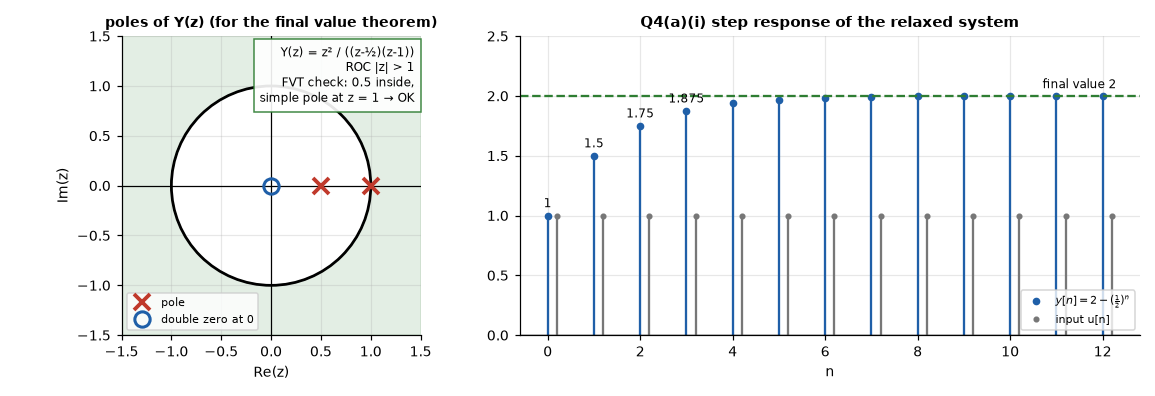 poles of Y(z) (for the final value theorem)
Y(z) = z² / ((z-½)(z-1))
ROC |z| > 1
FVT check: 0.5 inside,
simple pole at z = 1 → OK
1.5
1.0
0.5
0.0
−0.5
−1.0
−1.5
Im(z)
pole
double zero at 0
−1.5 −1.0 −0.5 0.0 0.5 1.0 1.5
Re(z)
Q4(a)(i) step response of the relaxed system
2.5
2.0
1.5
1.0
0.5
0.0
1
1.5
1.75
1.875
final value 2
y[n] = 2 − (½)ⁿ
input u[n]
0 2 4 6 8 10 12
n